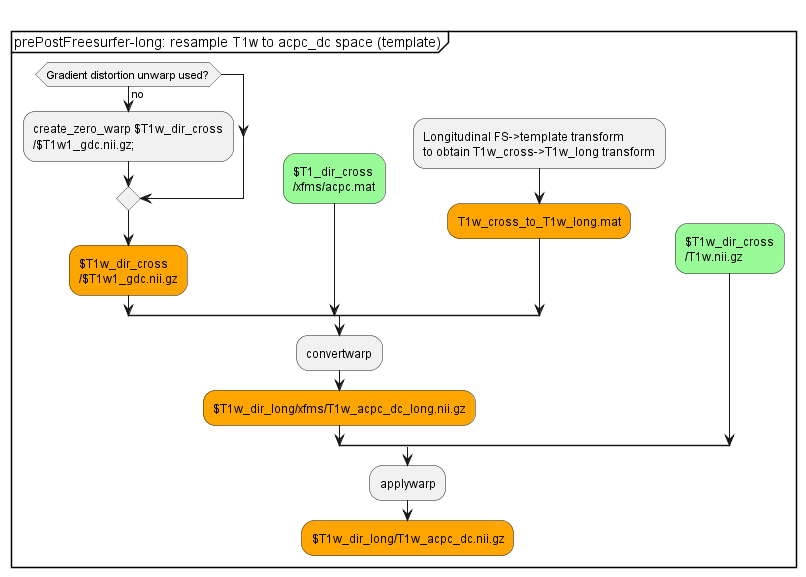 prePostFreesurfer-long: resample T1w to acpc_dc space (template)
Gradient distortion unwarp used?
no
create_zero_warp $T1w_dir_cross
/$T1w1_gdc.nii.gz;
$T1w_dir_cross
/$T1w1_gdc.nii.gz
$T1_dir_cross
/xfms/acpc.mat
Longitudinal FS->template transform
to obtain T1w_cross->T1w_long transform
T1w_cross_to_T1w_long.mat
$T1w_dir_cross
/T1w.nii.gz
convertwarp
$T1w_dir_long/xfms/T1w_acpc_dc_long.nii.gz
applywarp
$T1w_dir_long/T1w_acpc_dc.nii.gz